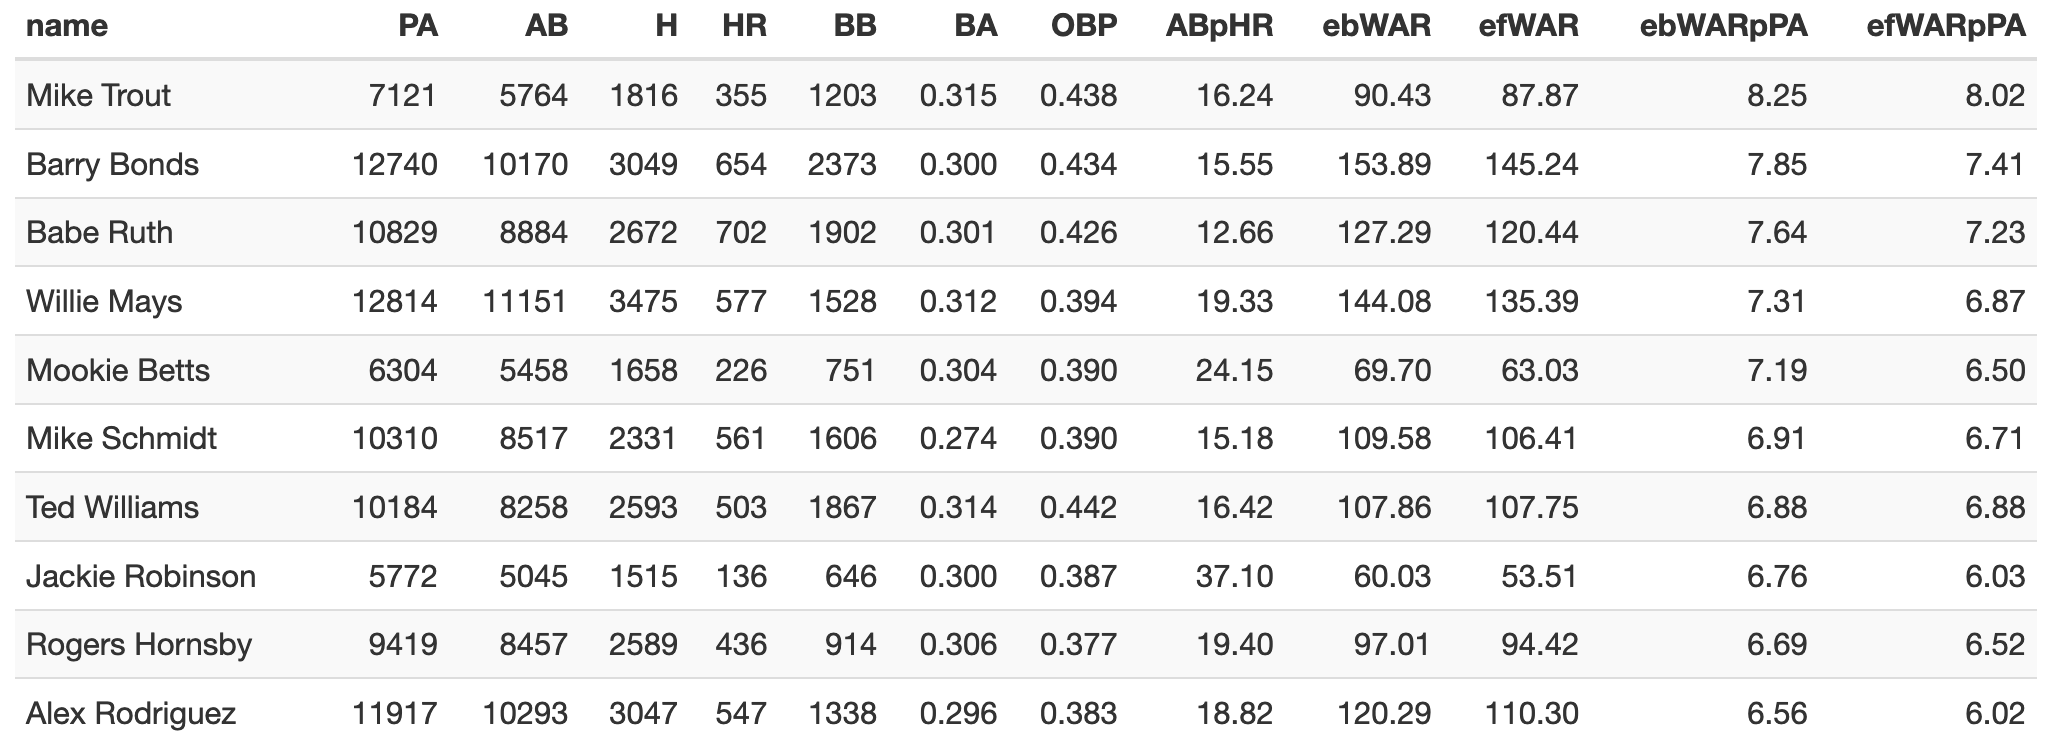 name PA AB H HR BB BA OBP ABpHR ebWAR efWAR ebWARpPA efWARpPA
Mike Trout 7121 5764 1816 355 1203 0.315 0.438 16.24 90.43 87.87 8.25 8.02
Barry Bonds 12740 10170 3049 654 2373 0.300 0.434 15.55 153.89 145.24 7.85 7.41
Babe Ruth 10829 8884 2672 702 1902 0.301 0.426 12.66 127.29 120.44 7.64 7.23
Willie Mays 12814 11151 3475 577 1528 0.312 0.394 19.33 144.08 135.39 7.31 6.87
Mookie Betts 6304 5458 1658 226 751 0.304 0.390 24.15 69.70 63.03 7.19 6.50
Mike Schmidt 10310 8517 2331 561 1606 0.274 0.390 15.18 109.58 106.41 6.91 6.71
Ted Williams 10184 8258 2593 503 1867 0.314 0.442 16.42 107.86 107.75 6.88 6.88
Jackie Robinson 5772 5045 1515 136 646 0.300 0.387 37.10 60.03 53.51 6.76 6.03
Rogers Hornsby 9419 8457 2589 436 914 0.306 0.377 19.40 97.01 94.42 6.69 6.52
Alex Rodriguez 11917 10293 3047 547 1338 0.296 0.383 18.82 120.29 110.30 6.56 6.02